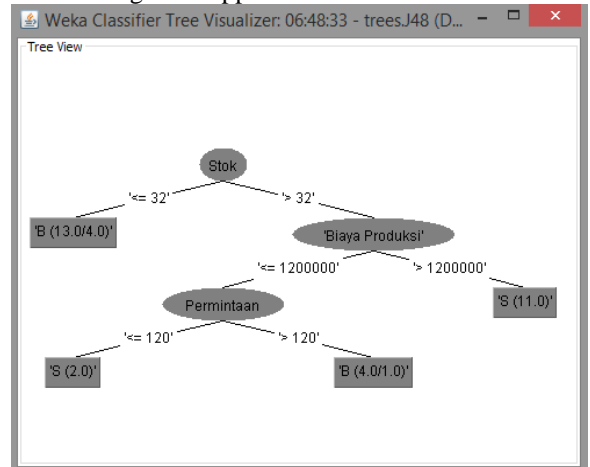 Weka Classifier Tree Visualizer: 06:48:33 - trees.J48 (D...
Tree View
Stok
'<= 32'
'> 32'
'B (13.0/4.0)'
'Biaya Produksi'
'<= 1200000'
'> 1200000'
Permintaan
'S (11.0)'
'<= 120'
'> 120'
'S (2.0)'
'B (4.0/1.0)'